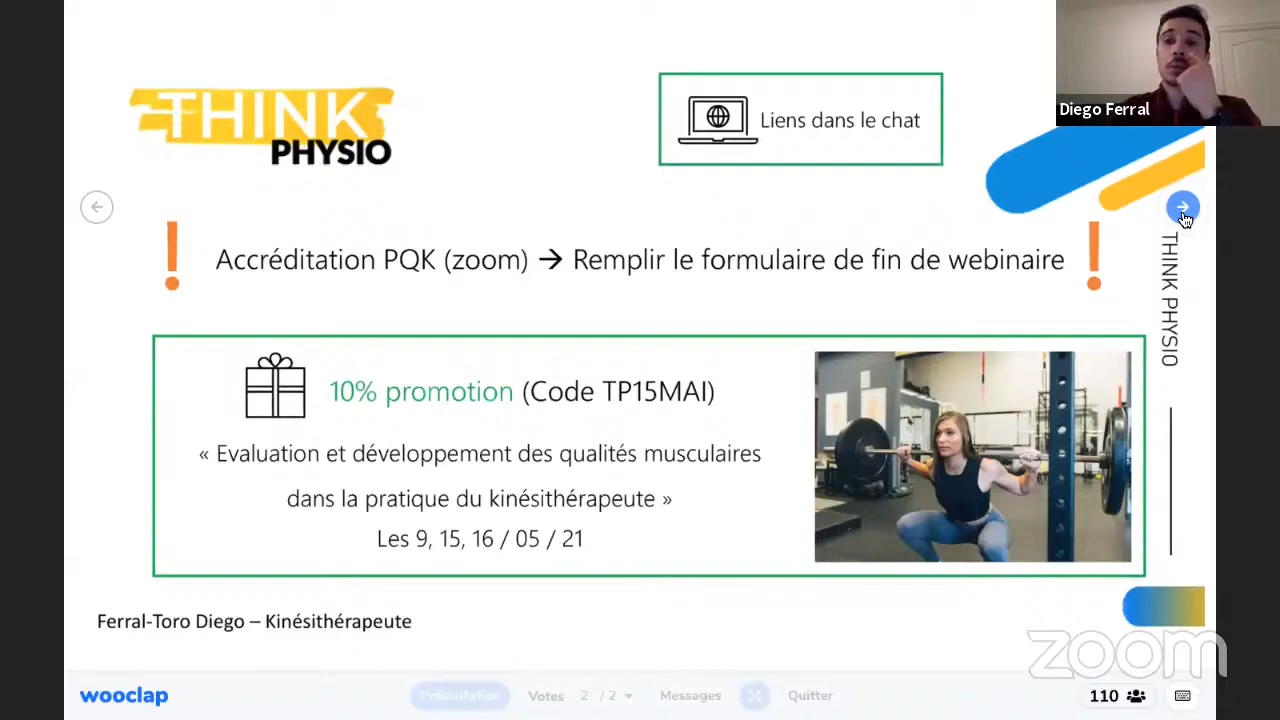 Diego Ferral
THINK
PHYSIO
Liens dans le chat
! Accréditation PQK (zoom) → Remplir le formulaire de fin de webinaire !
THINK PHYSIO
10% promotion (Code TP15MAI)
« Evaluation et développement des qualités musculaires
dans la pratique du kinésithérapeute »
Les 9, 15, 16 / 05 / 21
Ferral-Toro Diego – Kinésithérapeute
zoom
wooclap
Présentation Votes 2 / 2 Messages Quitter 110